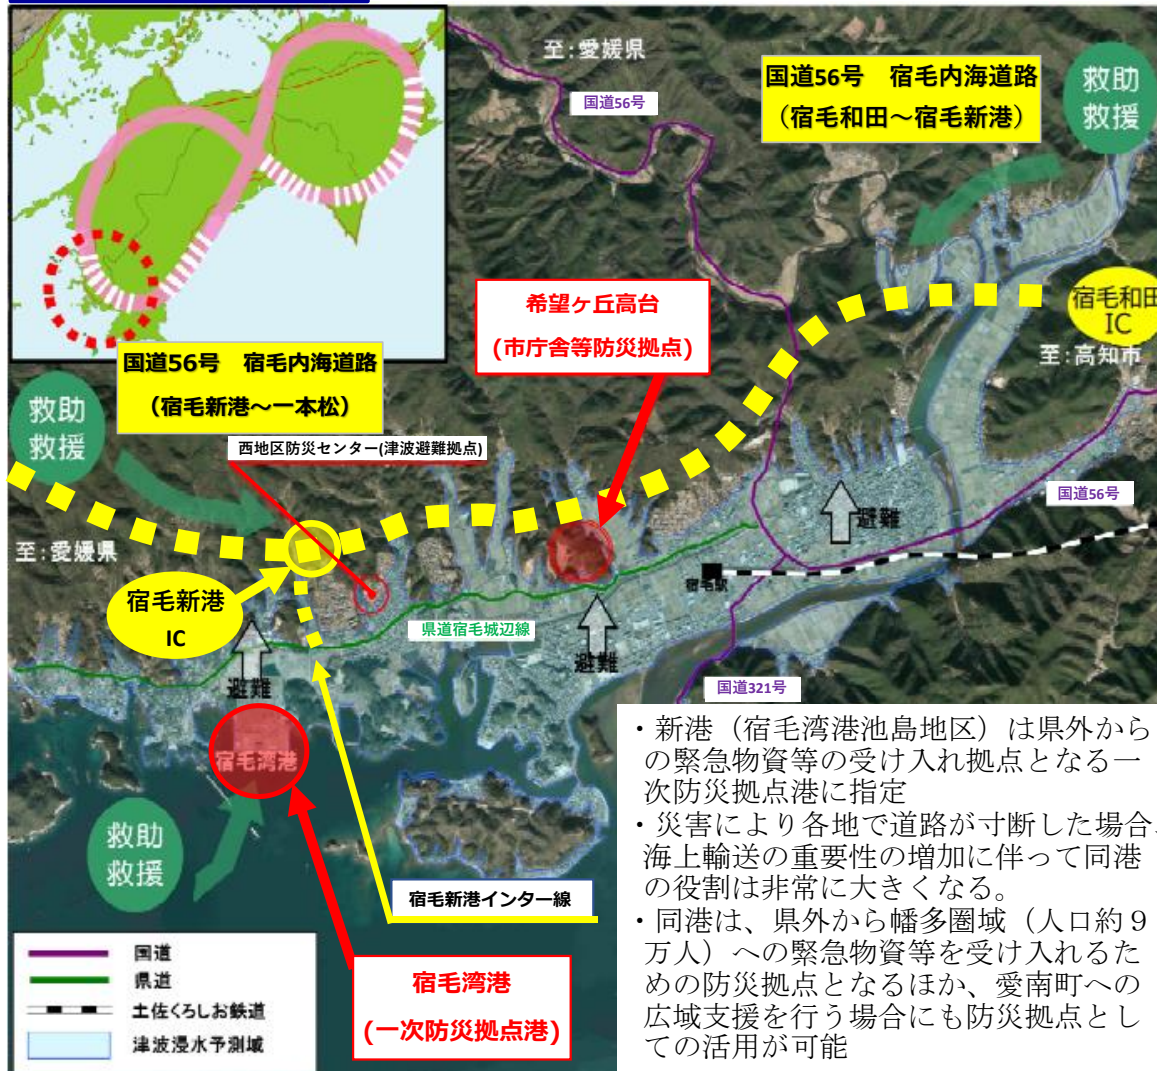 至:愛媛県
国道56号
国道56号 宿毛内海道路
（宿毛和田～宿毛新港）
救助
救援
希望ヶ丘高台
(市庁舎等防災拠点)
宿毛和田
IC
至:高知市
国道56号 宿毛内海道路
（宿毛新港～一本松）
救助
救援
西地区防災センター(津波避難拠点)
国道56号
避難
至:愛媛県
宿毛新港
IC
宿毛駅
県道宿毛城辺線
避難
避難
国道321号
宿毛湾港
救助
救援
宿毛新港インター線
宿毛湾港
(一次防災拠点港)
国道
県道
土佐くろしお鉄道
津波浸水予測域
・新港（宿毛湾港池島地区）は県外から
の緊急物資等の受け入れ拠点となる一
次防災拠点港に指定
・災害により各地で道路が寸断した場合、
海上輸送の重要性の増加に伴って同港
の役割は非常に大きくなる。
・同港は、県外から幡多圏域（人口約９
万人）への緊急物資等を受け入れるた
めの防災拠点となるほか、愛南町への
広域支援を行う場合にも防災拠点とし
ての活用が可能